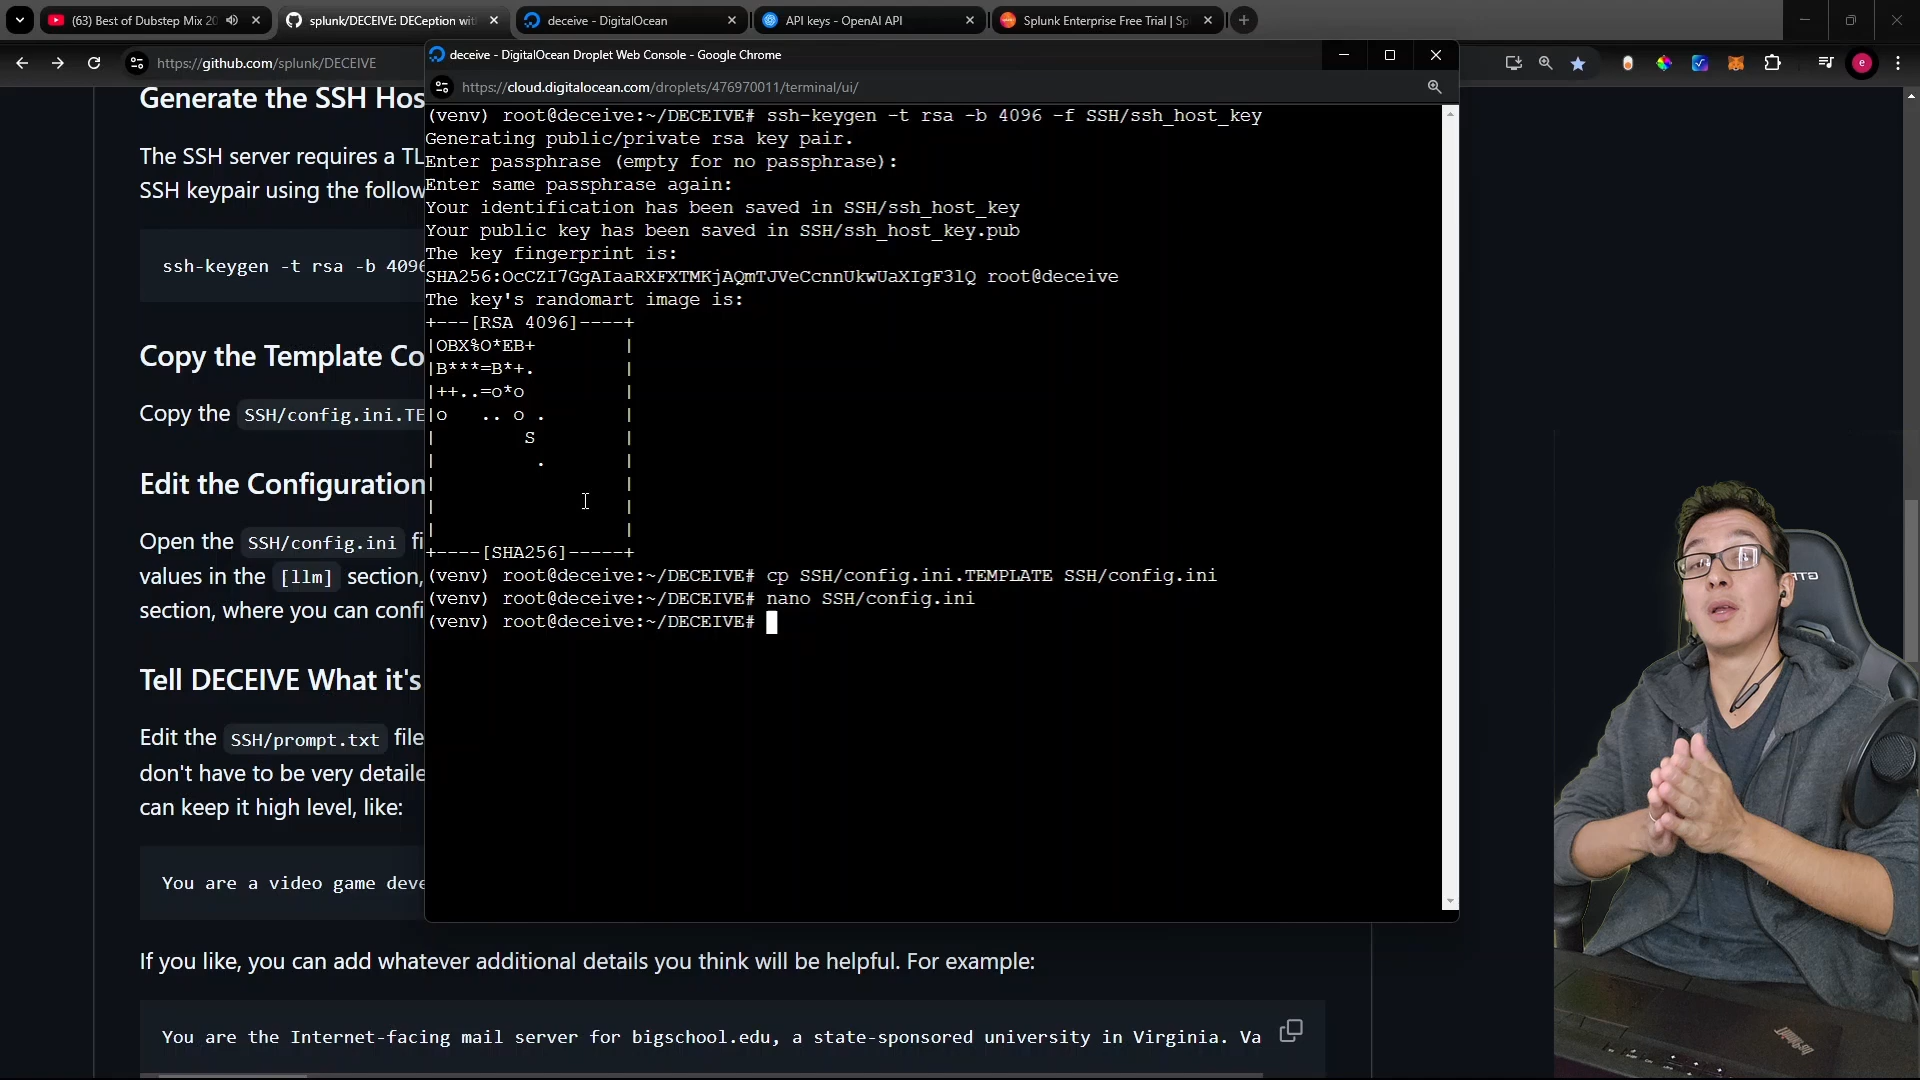 (63) Best of Dubstep Mix 20
splunk/DECEIVE: DECeption wit
deceive - DigitalOcean
API keys - OpenAI API
Splunk Enterprise Free Trial | Sp
https://github.com/splunk/DECEIVE
deceive - DigitalOcean Droplet Web Console - Google Chrome
https://cloud.digitalocean.com/droplets/476970011/terminal/ui/
Generate the SSH Hos
The SSH server requires a TL
SSH keypair using the follow
ssh-keygen -t rsa -b 4096
Copy the Template Co
Copy the SSH/config.ini.TE
Edit the Configuration
Open the SSH/config.ini fi
values in the [llm] section,
section, where you can confi
Tell DECEIVE What it's
Edit the SSH/prompt.txt file
don't have to be very detaile
can keep it high level, like:
You are a video game deve
If you like, you can add whatever additional details you think will be helpful. For example:
You are the Internet-facing mail server for bigschool.edu, a state-sponsored university in Virginia. Va
(venv) root@deceive:~/DECEIVE# ssh-keygen -t rsa -b 4096 -f SSH/ssh_host_key
Generating public/private rsa key pair.
Enter passphrase (empty for no passphrase):
Enter same passphrase again:
Your identification has been saved in SSH/ssh_host_key
Your public key has been saved in SSH/ssh_host_key.pub
The key fingerprint is:
SHA256:OcCZI7GgAIaaRXFXTMKjAQmTJVeCcnnUkwUaXIgF3lQ root@deceive
The key's randomart image is:
+---[RSA 4096]----+
|OBX%O*EB+        |
|B***=B*+.        |
|++..=o*o         |
|o   .. o .       |
|        S        |
|         .       |
|                 |
|                 |
|                 |
+----[SHA256]-----+
(venv) root@deceive:~/DECEIVE# cp SSH/config.ini.TEMPLATE SSH/config.ini
(venv) root@deceive:~/DECEIVE# nano SSH/config.ini
(venv) root@deceive:~/DECEIVE#